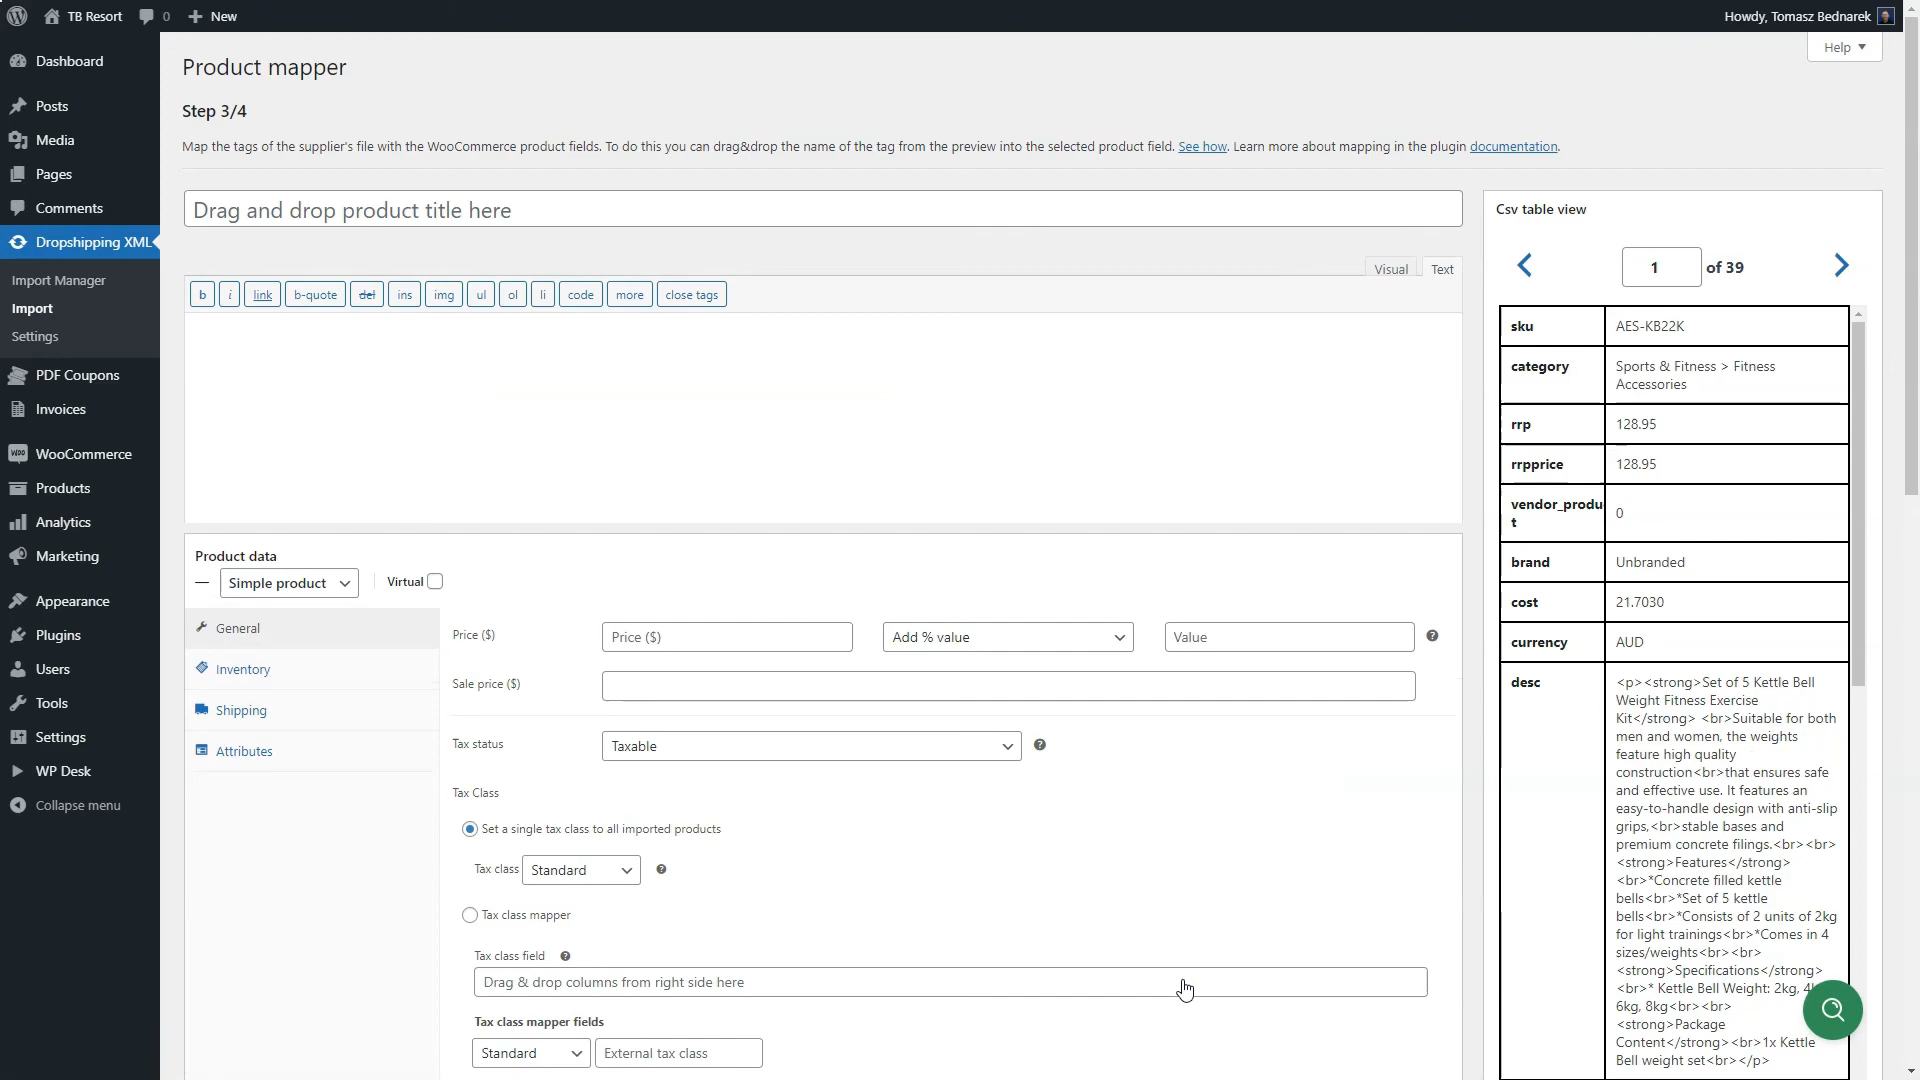 TB Resort
0
New
Howdy, Tomasz Bednarek
Help
Dashboard
Posts
Media
Pages
Comments
Dropshipping XML
Import Manager
Import
Settings
PDF Coupons
Invoices
WooCommerce
Products
Analytics
Marketing
Appearance
Plugins
Users
Tools
Settings
WP Desk
Collapse menu
Product mapper
Step 3/4
Map the tags of the supplier's file with the WooCommerce product fields. To do this you can drag&drop the name of the tag from the preview into the selected product field. See how. Learn more about mapping in the plugin documentation.
Drag and drop product title here
Visual
Text
b
i
link
b-quote
del
ins
img
ul
ol
li
code
more
close tags
Product data
— Simple product
Virtual
General
Inventory
Shipping
Attributes
Price ($)
Price ($)
Add % value
Value
Sale price ($)
Tax status
Taxable
Tax Class
Set a single tax class to all imported products
Tax class Standard
Tax class mapper
Tax class field
Drag & drop columns from right side here
Tax class mapper fields
Standard
External tax class
Csv table view
1 of 39
sku
AES-KB22K
category
Sports & Fitness > Fitness
Accessories
rrp
128.95
rrpprice
128.95
vendor_produ
t
0
brand
Unbranded
cost
21.7030
currency
AUD
desc
<p><strong>Set of 5 Kettle Bell
Weight Fitness Exercise
Kit</strong> <br>Suitable for both
men and women, the weights
feature high quality
construction<br>that ensures safe
and effective use. It features an
easy-to-handle design with anti-slip
grips,<br>stable bases and
premium concrete filings.<br><br>
<strong>Features</strong>
<br>*Concrete filled kettle
bells<br>*Set of 5 kettle
bells<br>*Consists of 2 units of 2kg
for light trainings<br>*Comes in 4
sizes/weights<br><br>
<strong>Specifications</strong>
<br>* Kettle Bell Weight: 2kg,
6kg, 8kg<br><br>
<strong>Package
Content</strong><br>1x Kettle
Bell weight set<br></p>